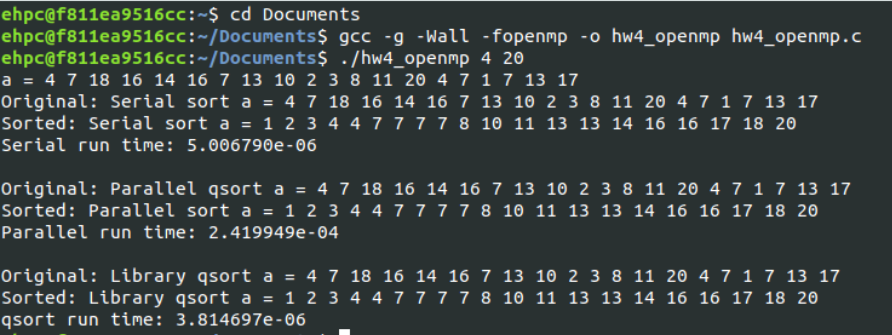 ehpc@f811ea9516cc:~$ cd Documents
ehpc@f811ea9516cc:~/Documents$ gcc -g -Wall -fopenmp -o hw4_openmp hw4_openmp.c
ehpc@f811ea9516cc:~/Documents$ ./hw4_openmp 4 20
a = 4 7 18 16 14 16 7 13 10 2 3 8 11 20 4 7 1 7 13 17
Original: Serial sort a = 4 7 18 16 14 16 7 13 10 2 3 8 11 20 4 7 1 7 13 17
Sorted: Serial sort a = 1 2 3 4 4 7 7 7 7 8 10 11 13 13 14 16 16 17 18 20
Serial run time: 5.006790e-06
Original: Parallel qsort a = 4 7 18 16 14 16 7 13 10 2 3 8 11 20 4 7 1 7 13 17
Sorted: Parallel sort a = 1 2 3 4 4 7 7 7 7 8 10 11 13 13 14 16 16 17 18 20
Parallel run time: 2.419949e-04
Original: Library qsort a = 4 7 18 16 14 16 7 13 10 2 3 8 11 20 4 7 1 7 13 17
Sorted: Library qsort a = 1 2 3 4 4 7 7 7 7 8 10 11 13 13 14 16 16 17 18 20
qsort run time: 3.814697e-06